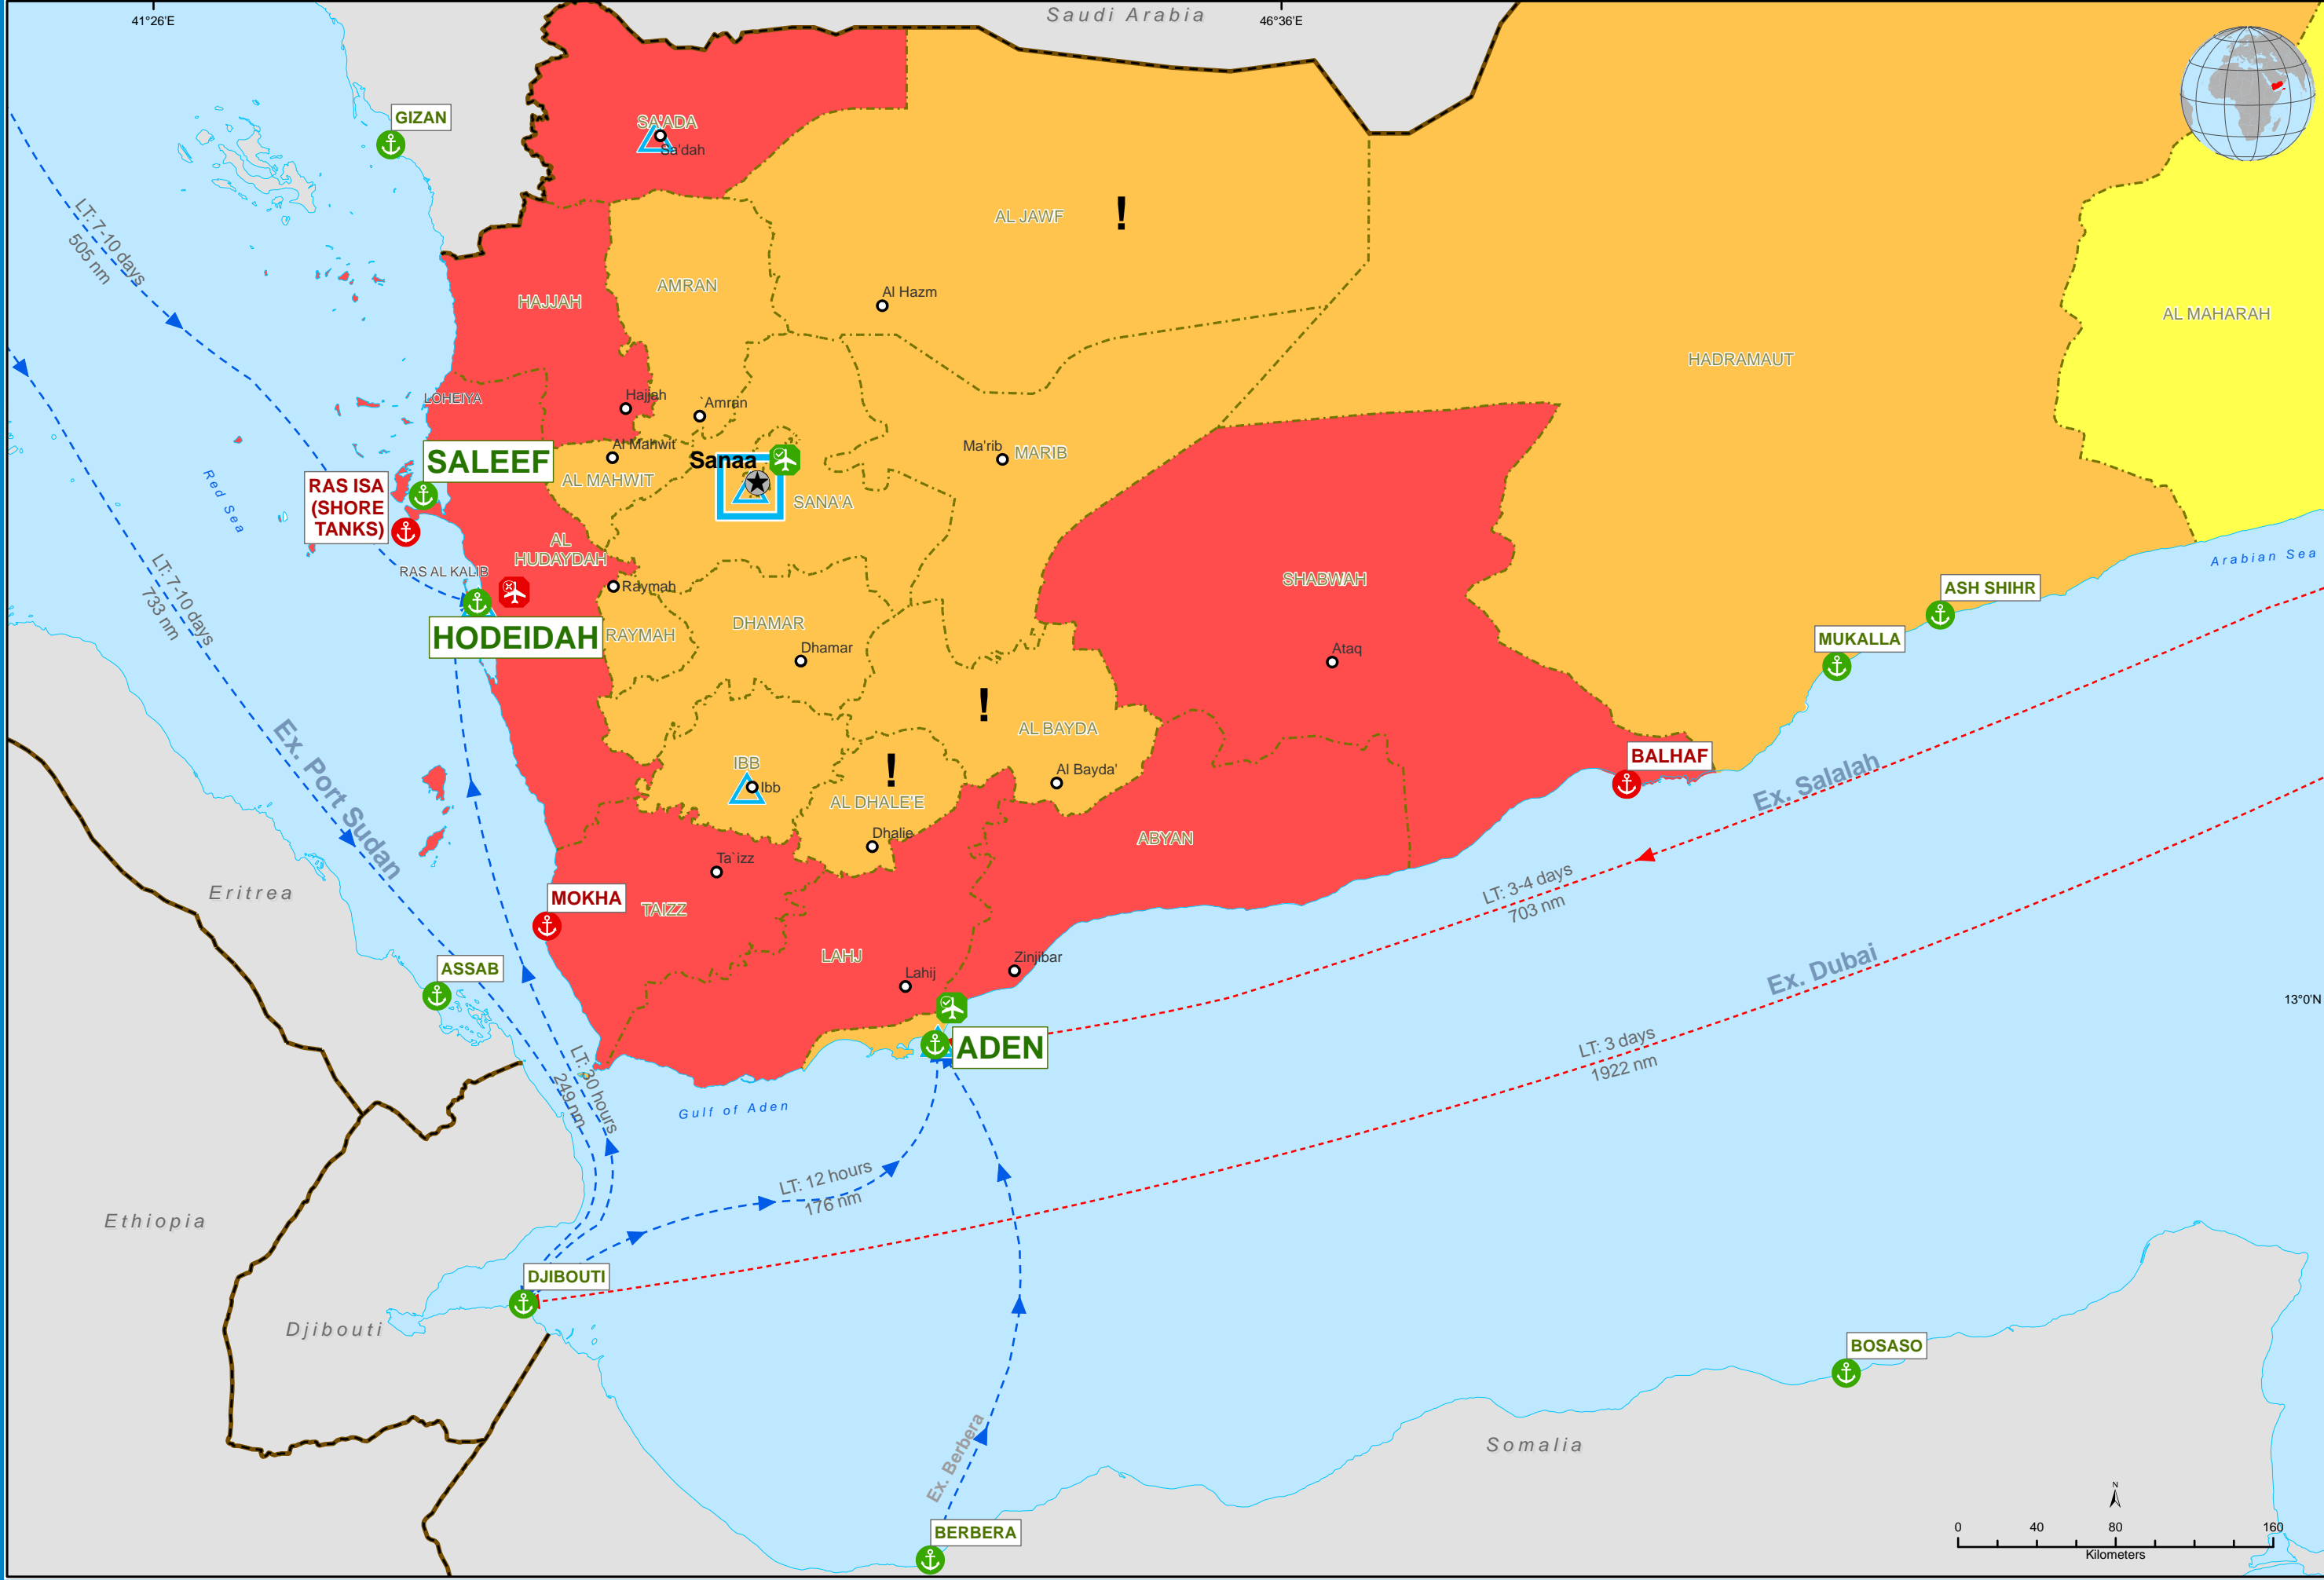 Saudi Arabia
41°26'E
46°36'E
GIZAN
SA'ADA
Sa'dah
LT: 7-10 days
505 nm
AL JAWF
!
AMRAN
Al Hazm
HAJJAH
AL MAHARAH
HADRAMAUT
LOHEIYA
Hajjah
Amran
Al Mahwit
Ma'rib
MARIB
SALEEF
Sanaa
AL MAHWIT
SANA'A
RAS ISA
(SHORE
TANKS)
Red Sea
AL
HUDAYDAH
RAS AL KALIB
Raymah
SHABWAH
Arabian Sea
ASH SHIHR
LT: 7-10 days
733 nm
HODEIDAH
RAYMAH
DHAMAR
Dhamar
Ataq
MUKALLA
!
AL BAYDA
Ex. Port Sudan
IBB
Ibb
!
Al Bayda'
BALHAF
Ex. Salalah
AL DHALE'E
Dhalie
ABYAN
Ta`izz
Eritrea
MOKHA
TAIZZ
LT: 3-4 days
703 nm
LAHJ
Zinjibar
Lahij
ASSAB
Ex. Dubai
13°0'N
ADEN
LT: 3 days
1922 nm
LT: 30 hours
249 nm
Gulf of Aden
LT: 12 hours
176 nm
Ethiopia
DJIBOUTI
Djibouti
BOSASO
Somalia
Ex. Berbera
BERBERA
N
0 40 80 160
Kilometers